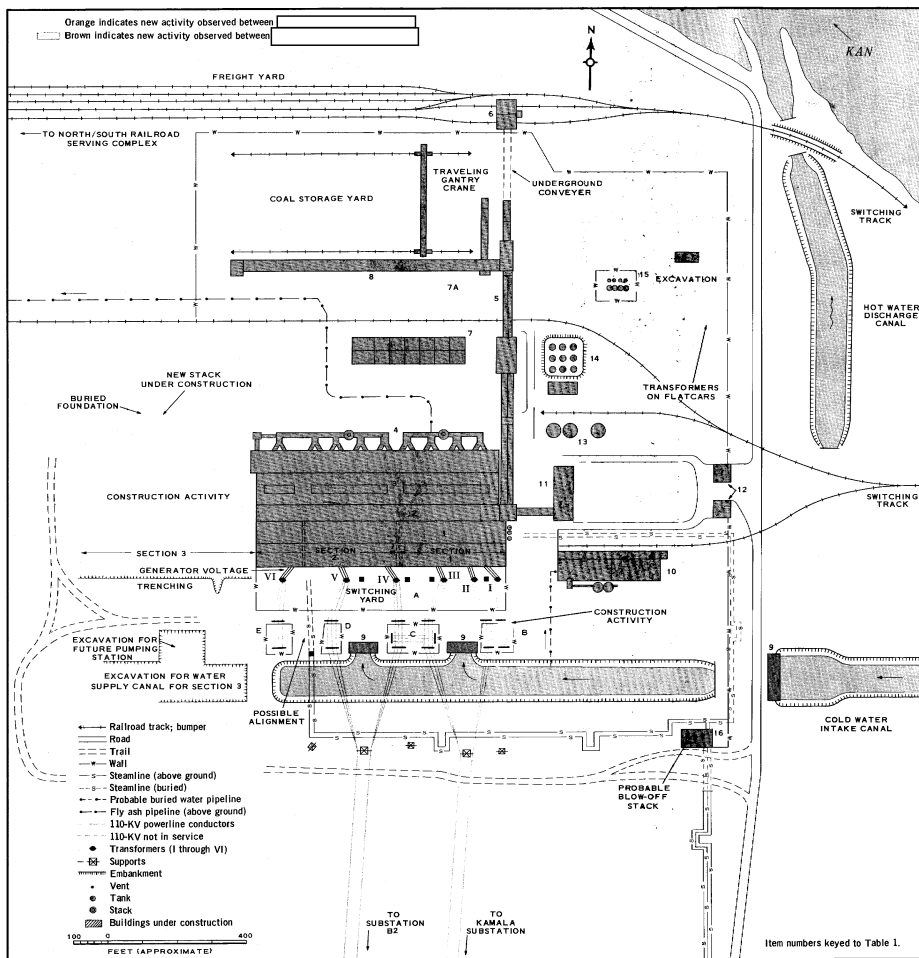 Orange indicates new activity observed between
Brown indicates new activity observed between
N
KAN
FREIGHT YARD
6
TO NORTH/SOUTH RAILROAD
SERVING COMPLEX
TRAVELING
GANTRY
CRANE
UNDERGROUND
CONVEYER
COAL STORAGE YARD
SWITCHING
TRACK
8
7A
5
15
EXCAVATION
HOT WATER
DISCHARGE
CANAL
7
14
NEW STACK
UNDER CONSTRUCTION
TRANSFORMERS
ON FLATCARS
BURIED
FOUNDATION
4
13
CONSTRUCTION ACTIVITY
11
12
SWITCHING
TRACK
1
SECTION 3
SECTION
2
SECTION
GENERATOR VOLTAGE
VI
V
IV
III
II
I
10
TRENCHING
SWITCHING
YARD
A
CONSTRUCTION
ACTIVITY
E
D
C
B
EXCAVATION FOR
FUTURE PUMPING
STATION
9
9
9
EXCAVATION FOR WATER
SUPPLY CANAL FOR SECTION 3
POSSIBLE
ALIGNMENT
COLD WATER
INTAKE CANAL
16
PROBABLE
BLOW-OFF
STACK
Railroad track; bumper
Road
Trail
W Wall
S Steamline (above ground)
S Steamline (buried)
Probable buried water pipeline
Fly ash pipeline (above ground)
110-KV powerline conductors
110-KV not in service
Transformers (I through VI)
Supports
Embankment
Vent
Tank
Stack
Buildings under construction
100 0 400
FEET (APPROXIMATE)
TO
SUBSTATION
B2
TO
KAMALA
SUBSTATION
Item numbers keyed to Table 1.